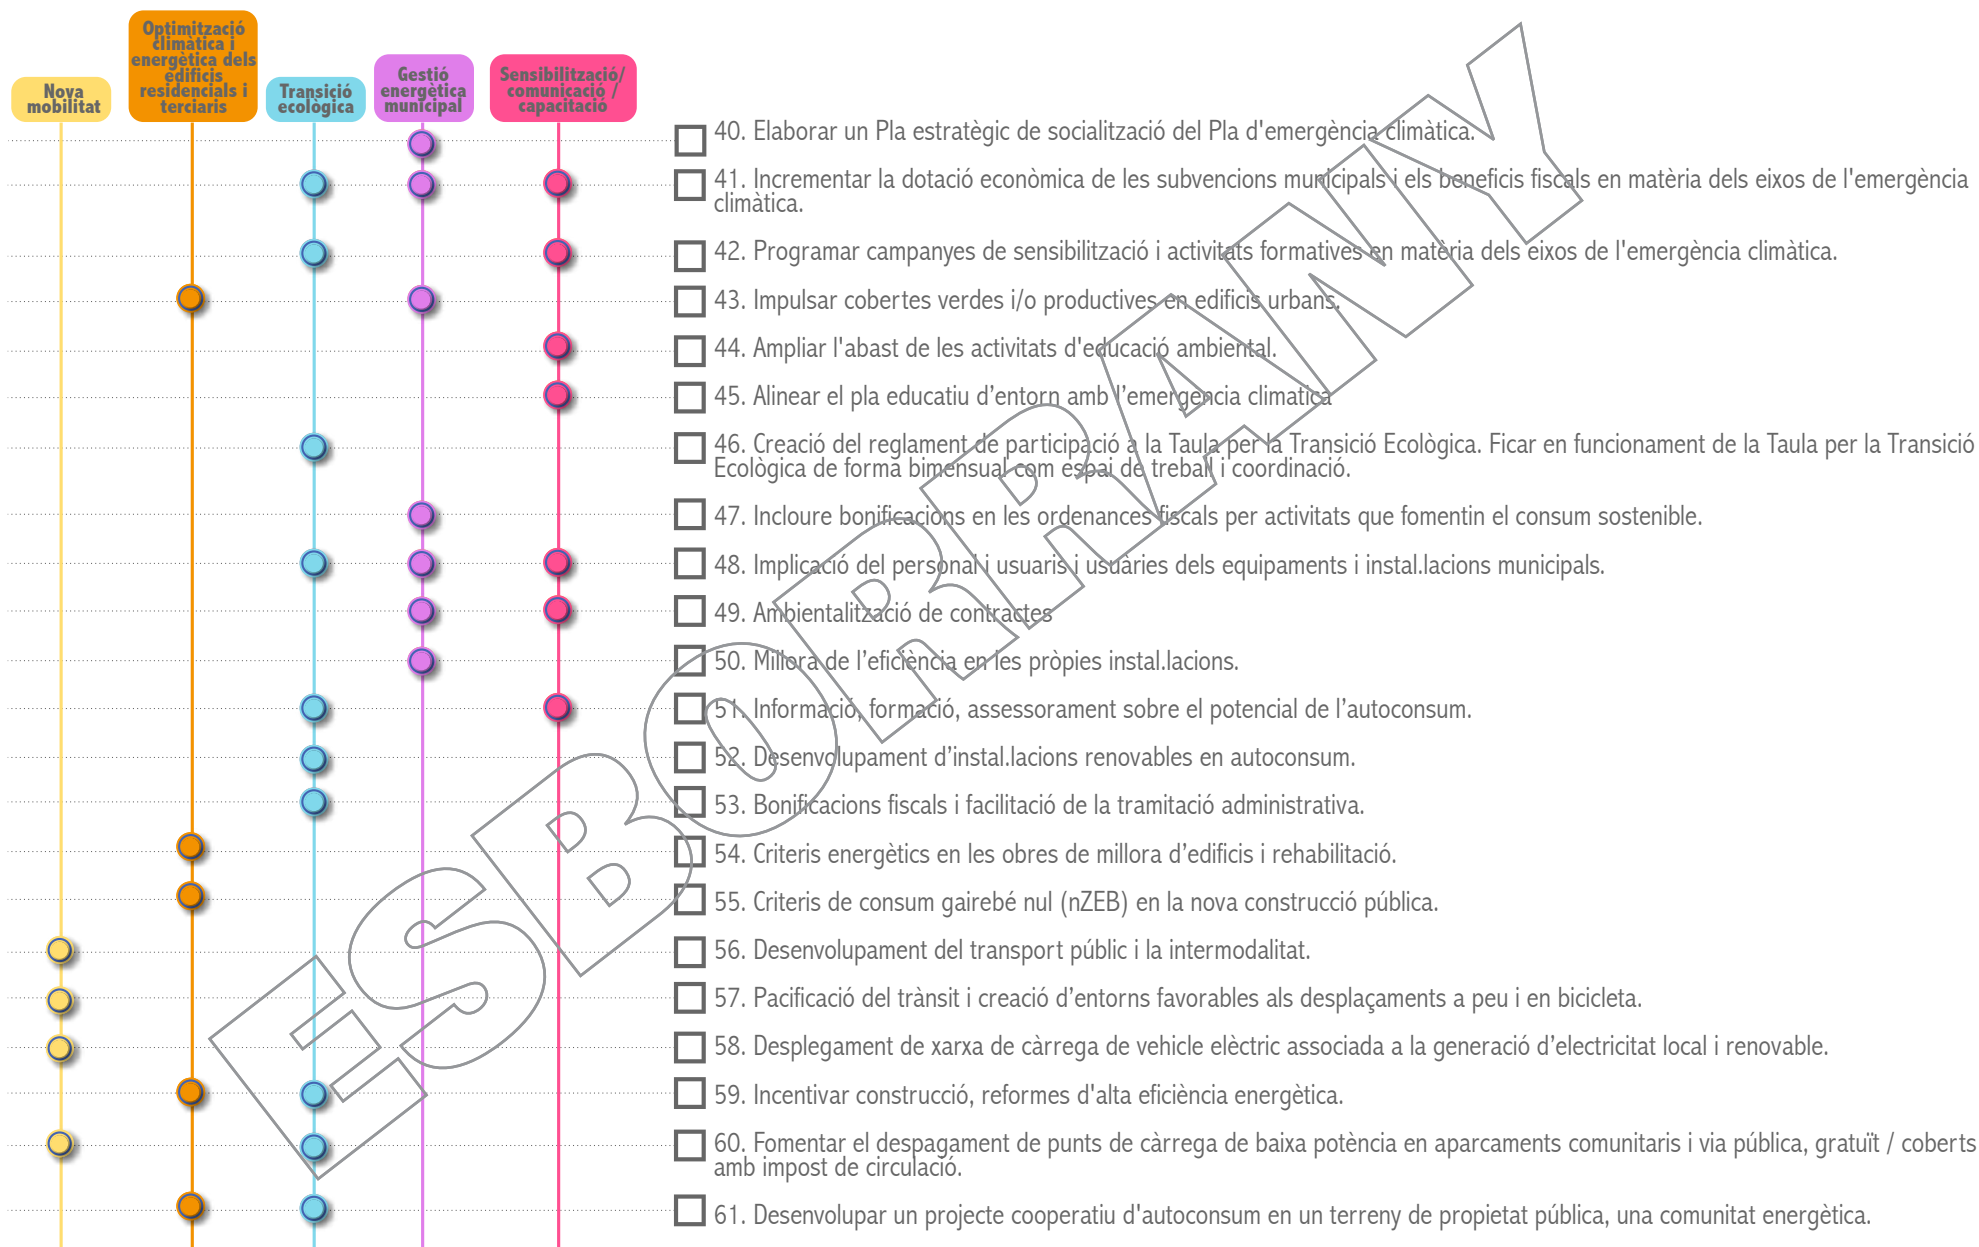 Nova
mobilitat
Optimització
climàtica i
energètica dels
edificis
residencials i
terciaris
Transició
ecològica
Gestió
energètica
municipal
Sensibilització/
comunicació /
capacitació
40. Elaborar un Pla estratègic de socialització del Pla d'emergència climàtica.
41. Incrementar la dotació econòmica de les subvencions municipals i els beneficis fiscals en matèria dels eixos de l'emergència
climàtica.
42. Programar campanyes de sensibilització i activitats formatives en matèria dels eixos de l'emergència climàtica.
43. Impulsar cobertes verdes i/o productives en edificis urbans.
44. Ampliar l'abast de les activitats d'educació ambiental.
45. Alinear el pla educatiu d’entorn amb l’emergència climatica
46. Creació del reglament de participació a la Taula per la Transició Ecològica. Ficar en funcionament de la Taula per la Transició
Ecològica de forma bimensual com espai de treball i coordinació.
47. Incloure bonificacions en les ordenances fiscals per activitats que fomentin el consum sostenible.
48. Implicació del personal i usuaris i usuàries dels equipaments i instal.lacions municipals.
49. Ambientalització de contractes
50. Millora de l’eficiència en les pròpies instal.lacions.
51. Informació, formació, assessorament sobre el potencial de l’autoconsum.
52. Desenvolupament d’instal.lacions renovables en autoconsum.
53. Bonificacions fiscals i facilitació de la tramitació administrativa.
54. Criteris energètics en les obres de millora d’edificis i rehabilitació.
55. Criteris de consum gairebé nul (nZEB) en la nova construcció pública.
56. Desenvolupament del transport públic i la intermodalitat.
57. Pacificació del trànsit i creació d’entorns favorables als desplaçaments a peu i en bicicleta.
58. Desplegament de xarxa de càrrega de vehicle elèctric associada a la generació d’electricitat local i renovable.
59. Incentivar construcció, reformes d'alta eficiència energètica.
60. Fomentar el despagament de punts de càrrega de baixa potència en aparcaments comunitaris i via pública, gratuït / coberts
amb impost de circulació.
61. Desenvolupar un projecte cooperatiu d'autoconsum en un terreny de propietat pública, una comunitat energètica.
ESBORRANY